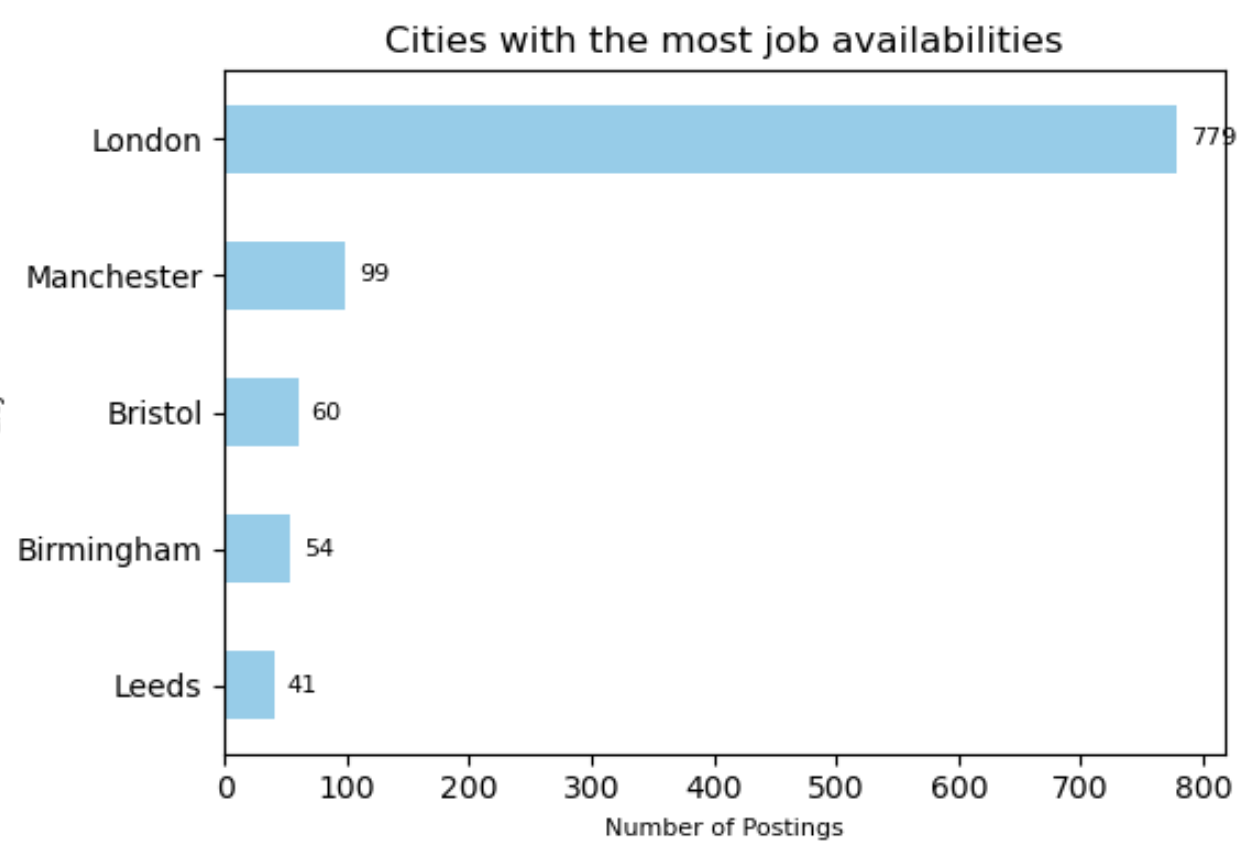 Cities with the most job availabilities
London
779
Manchester
99
Bristol
60
Birmingham
54
Leeds
41
0 100 200 300 400 500 600 700 800
Number of Postings